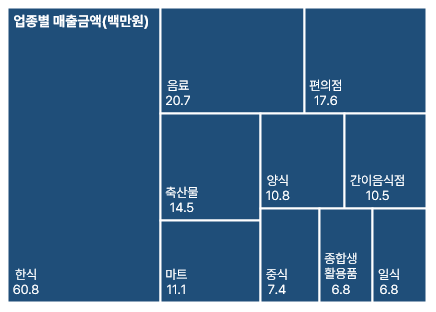 업종별 매출금액(백만원)
음료
20.7
편의점
17.6
축산물
14.5
양식
10.8
간이음식점
10.5
한식
60.8
마트
11.1
중식
7.4
종합생
활용품
6.8
일식
6.8